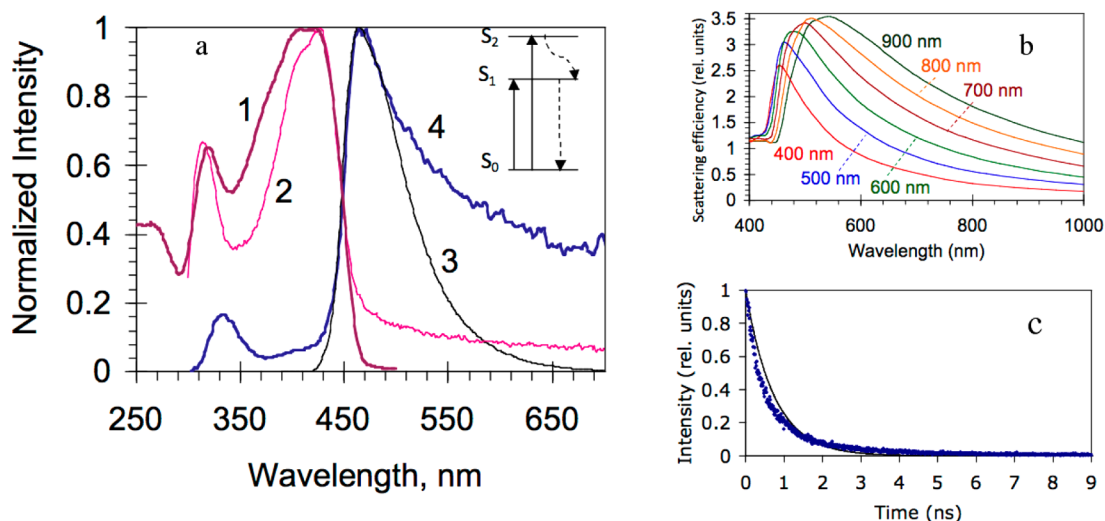 a
S₂
S₁
S₀
1
2
3
4
Normalized Intensity
1
0.8
0.6
0.4
0.2
0
250
350
450
550
650
Wavelength, nm
b
Scattering efficiency (rel. units)
3.5
3
2.5
2
1.5
1
0.5
0
900 nm
800 nm
700 nm
400 nm
500 nm
600 nm
400
600
800
1000
Wavelength (nm)
c
Intensity (rel. units)
1
0.8
0.6
0.4
0.2
0
0
1
2
3
4
5
6
7
8
9
Time (ns)